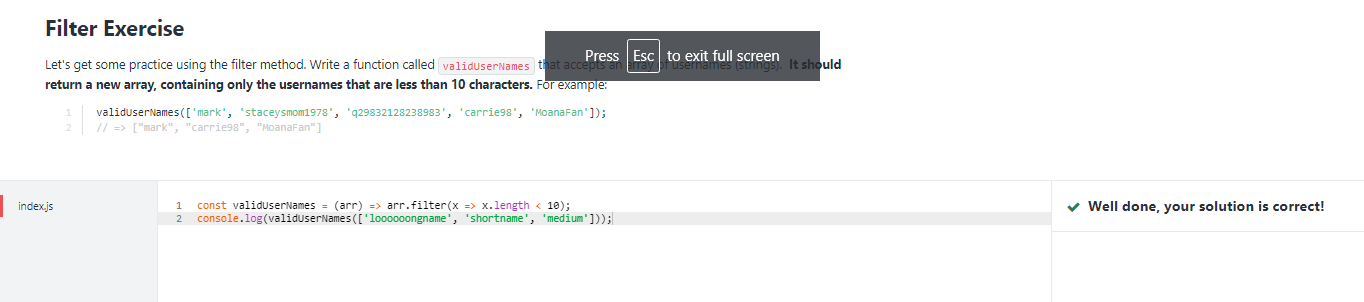 Filter Exercise
Press Esc to exit full screen
Let's get some practice using the filter method. Write a function called validUserNames that accepts an array of usernames (strings). It should
return a new array, containing only the usernames that are less than 10 characters. For example:
1 validUserNames(['mark', 'staceysmom1978', 'q29832128238983', 'carrie98', 'MoanaFan']);
2 // => ["mark", "carrie98", "MoanaFan"]
index.js
1 const validUserNames = (arr) => arr.filter(x => x.length < 10);
2 console.log(validUserNames(['looooooongname', 'shortname', 'medium']));
Well done, your solution is correct!